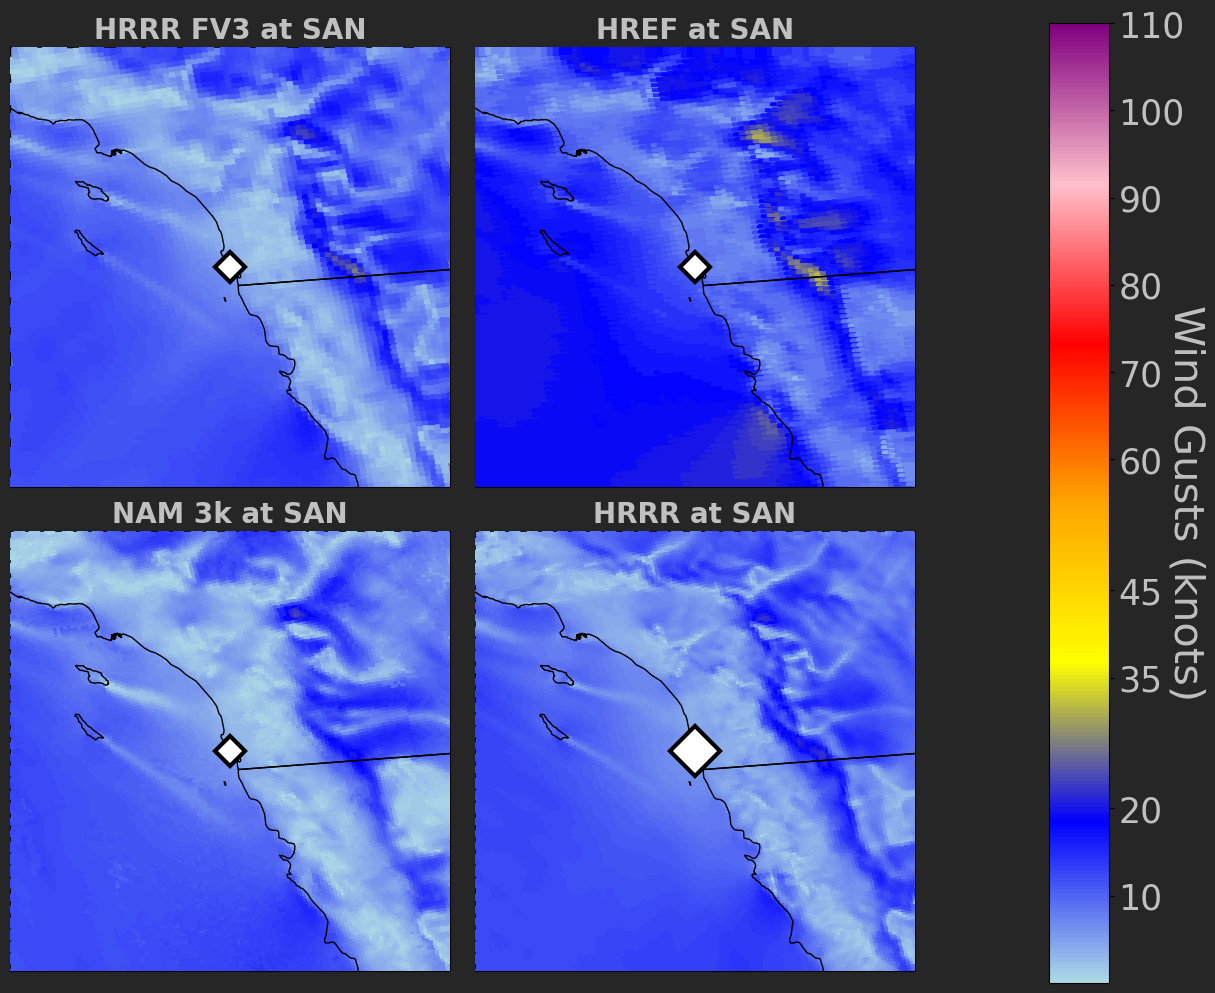 HRRR FV3 at SAN
HREF at SAN
NAM 3k at SAN
HRRR at SAN
110
100
90
80
70
60
45
35
20
10
Wind Gusts (knots)